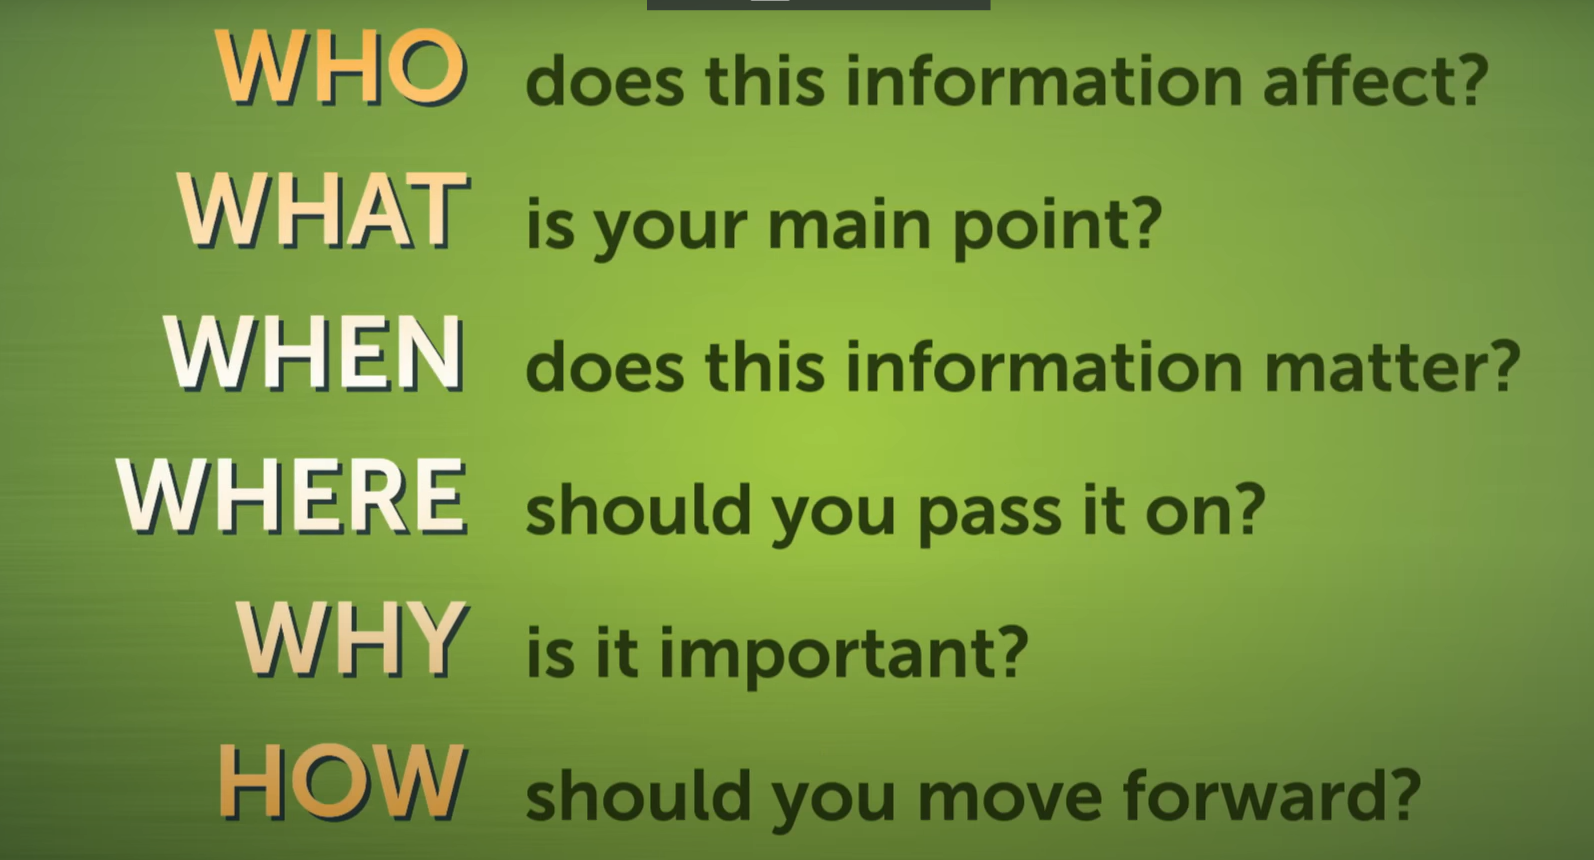 WHO does this information affect?
WHAT is your main point?
WHEN does this information matter?
WHERE should you pass it on?
WHY is it important?
HOW should you move forward?